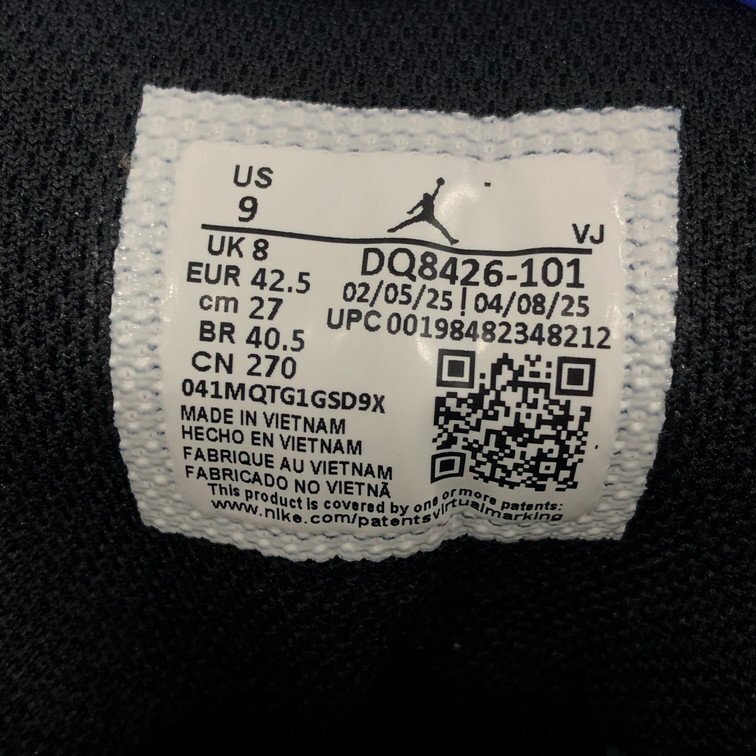 US
9
VJ
UK 8
EUR 42.5
cm 27
BR 40.5
CN 270
DQ8426-101
02/05/25 | 04/08/25
UPC 00198482348212
041MQTG1GSD9X
MADE IN VIETNAM
HECHO EN VIETNAM
FABRIQUE AU VIETNAM
FABRICADO NO VIETNÃ
This product is covered by one or more patents:
www.nike.com/patentsvirtualmarking